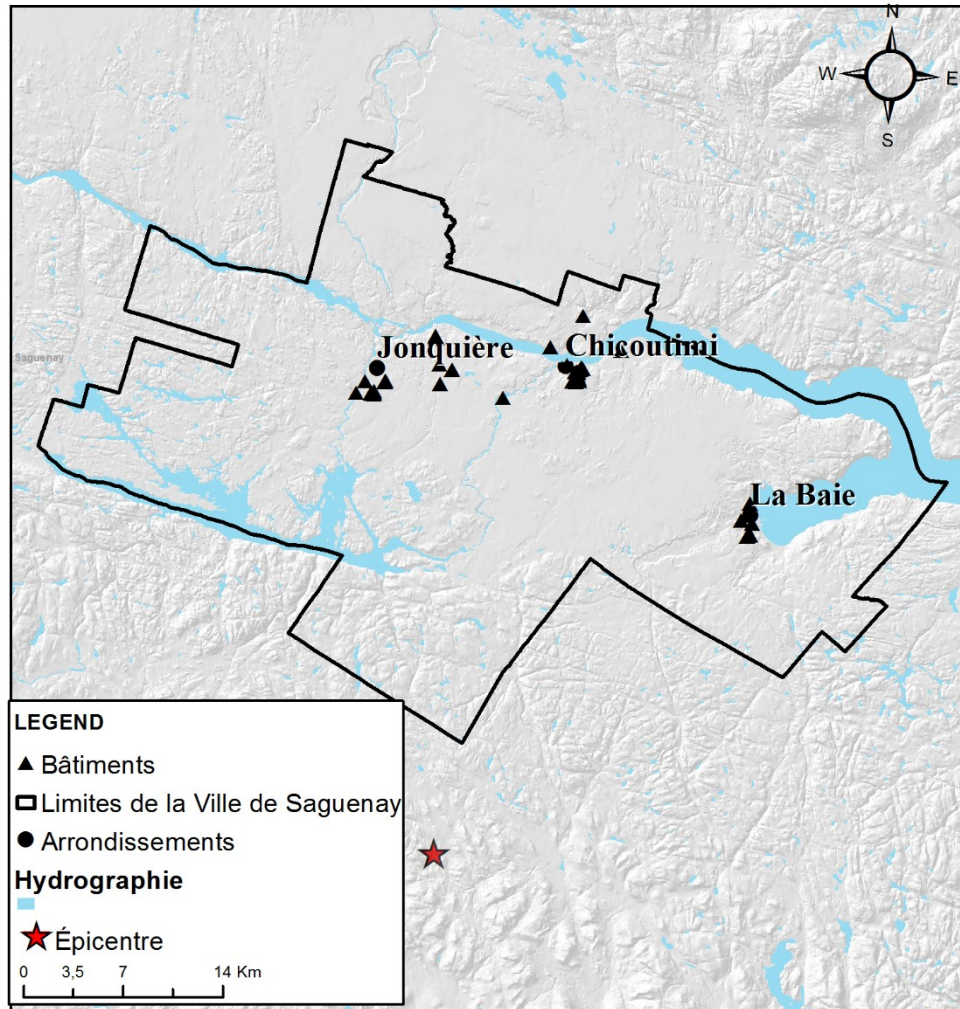 N
W E
S
Saguenay
Jonquière Chicoutimi
La Baie
LEGEND
Bâtiments
Limites de la Ville de Saguenay
Arrondissements
Hydrographie
Épicentre
0 3,5 7 14 Km